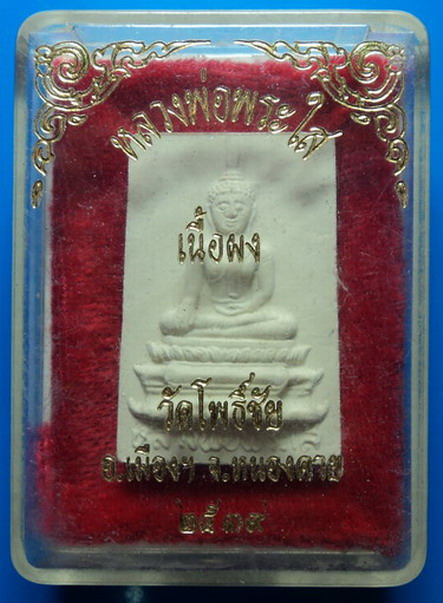 หลวงพ่อพระใส
เนื้อผง
วัดโพธิ์ชัย
อ.เมืองฯ จ.หนองคาย
๒๕๓๙